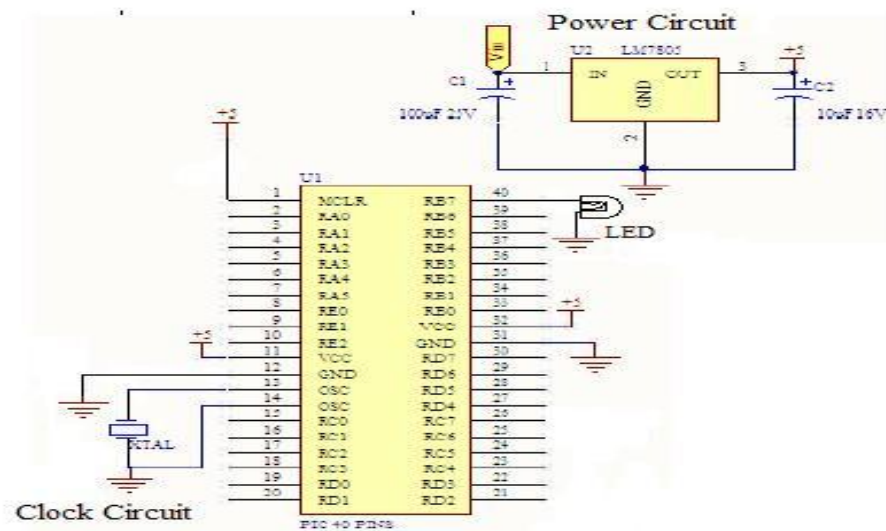 Power Circuit
Vin
U2 LM7805
+5
1 IN OUT 3
GND
2
C1
100uF 25V
C2
10uF 16V
+5
U1
1 MCLR RB7 40
2 RA0 RB6 39
3 RA1 RB5 38
4 RA2 RB4 37
5 RA3 RB3 36
6 RA4 RB2 35
7 RA5 RB1 34
8 RE0 RB0 33
9 RE1 VCC 32
10 RE2 GND 31
11 VCC RD7 30
12 GND RD6 29
13 OSC RD5 28
14 OSC RD4 27
15 RC0 RC7 26
16 RC1 RC6 25
17 RC2 RC5 24
18 RC3 RC4 23
19 RD0 RD3 22
20 RD1 RD2 21
LED
+5
+5
XTAL
Clock Circuit
PIC 40 PINS